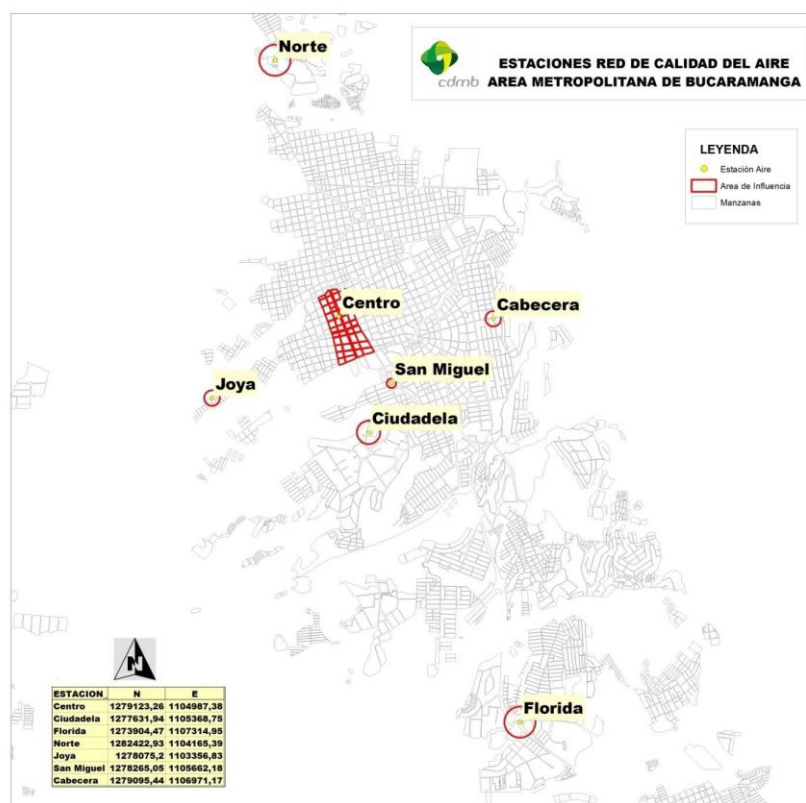 Norte
cdmb
ESTACIONES RED DE CALIDAD DEL AIRE
AREA METROPOLITANA DE BUCARAMANGA
LEYENDA
Estación Aire
Area de Influencia
Manzanas
Centro
Cabecera
San Miguel
Joya
Ciudadela
Florida
N
ESTACION N E
Centro 1279123,26 1104987,38
Ciudadela 1277631,94 1105368,75
Florida 1273904,47 1107314,95
Norte 1282422,93 1104165,39
Joya 1278075,2 1103356,83
San Miguel 1278265,05 1105662,18
Cabecera 1279095,44 1106971,17